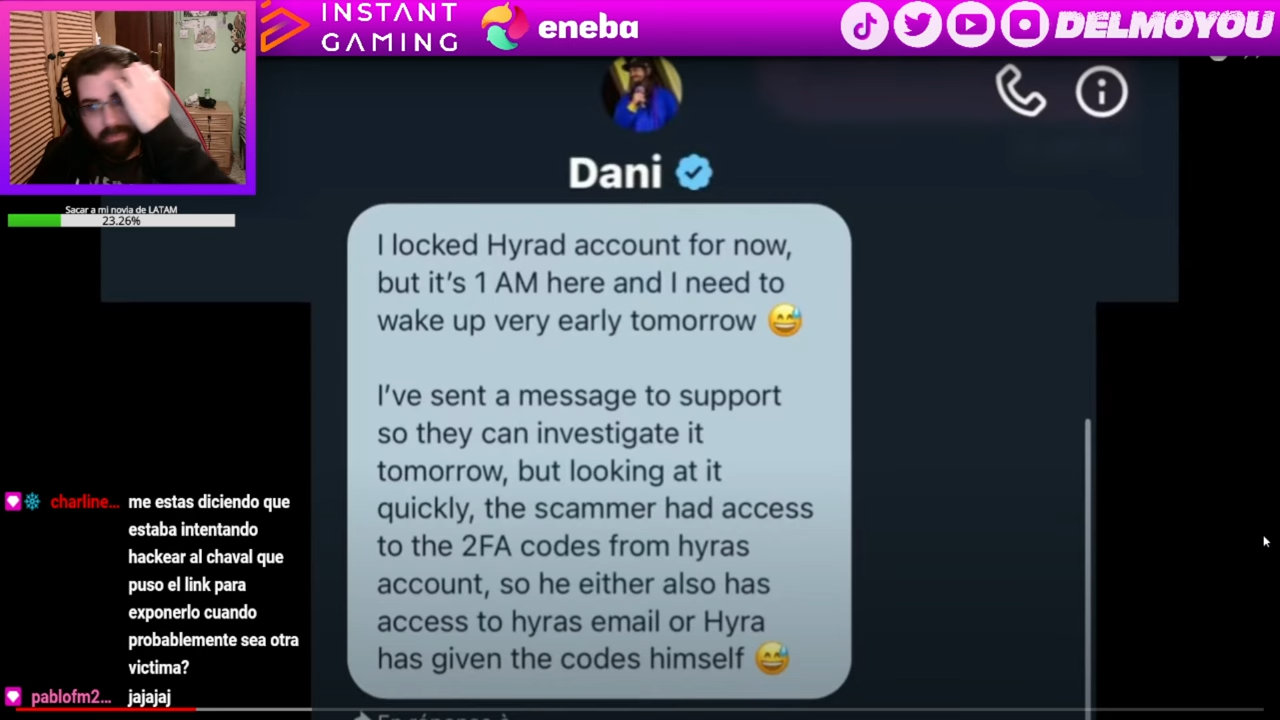 INSTANT
GAMING
eneba
DELMOYOU
Sacar a mi novia de LATAM
23.26%
Dani
I locked Hyrad account for now,
but it's 1 AM here and I need to
wake up very early tomorrow 😅
I've sent a message to support
so they can investigate it
tomorrow, but looking at it
quickly, the scammer had access
to the 2FA codes from hyras
account, so he either also has
access to hyras email or Hyra
has given the codes himself 😅
charline... me estas diciendo que
estaba intentando
hackear al chaval que
puso el link para
exponerlo cuando
probablemente sea otra
victima?
pablofm2... jajajaj